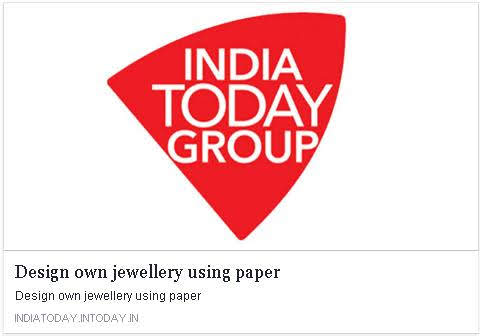 INDIA
TODAY
GROUP
Design own jewellery using paper
Design own jewellery using paper
INDIATODAY.INTODAY.IN